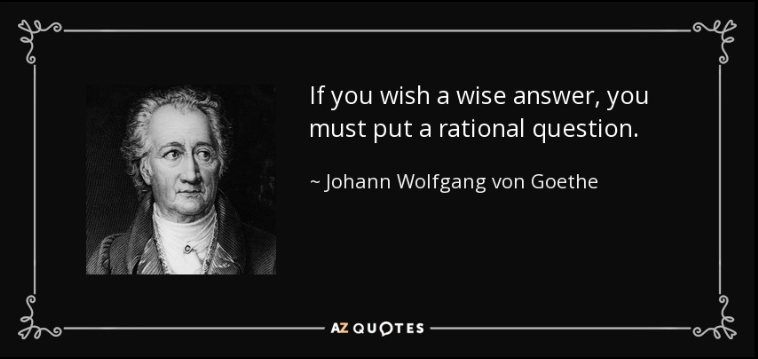 If you wish a wise answer, you
must put a rational question.
~ Johann Wolfgang von Goethe
AZ QUOTES